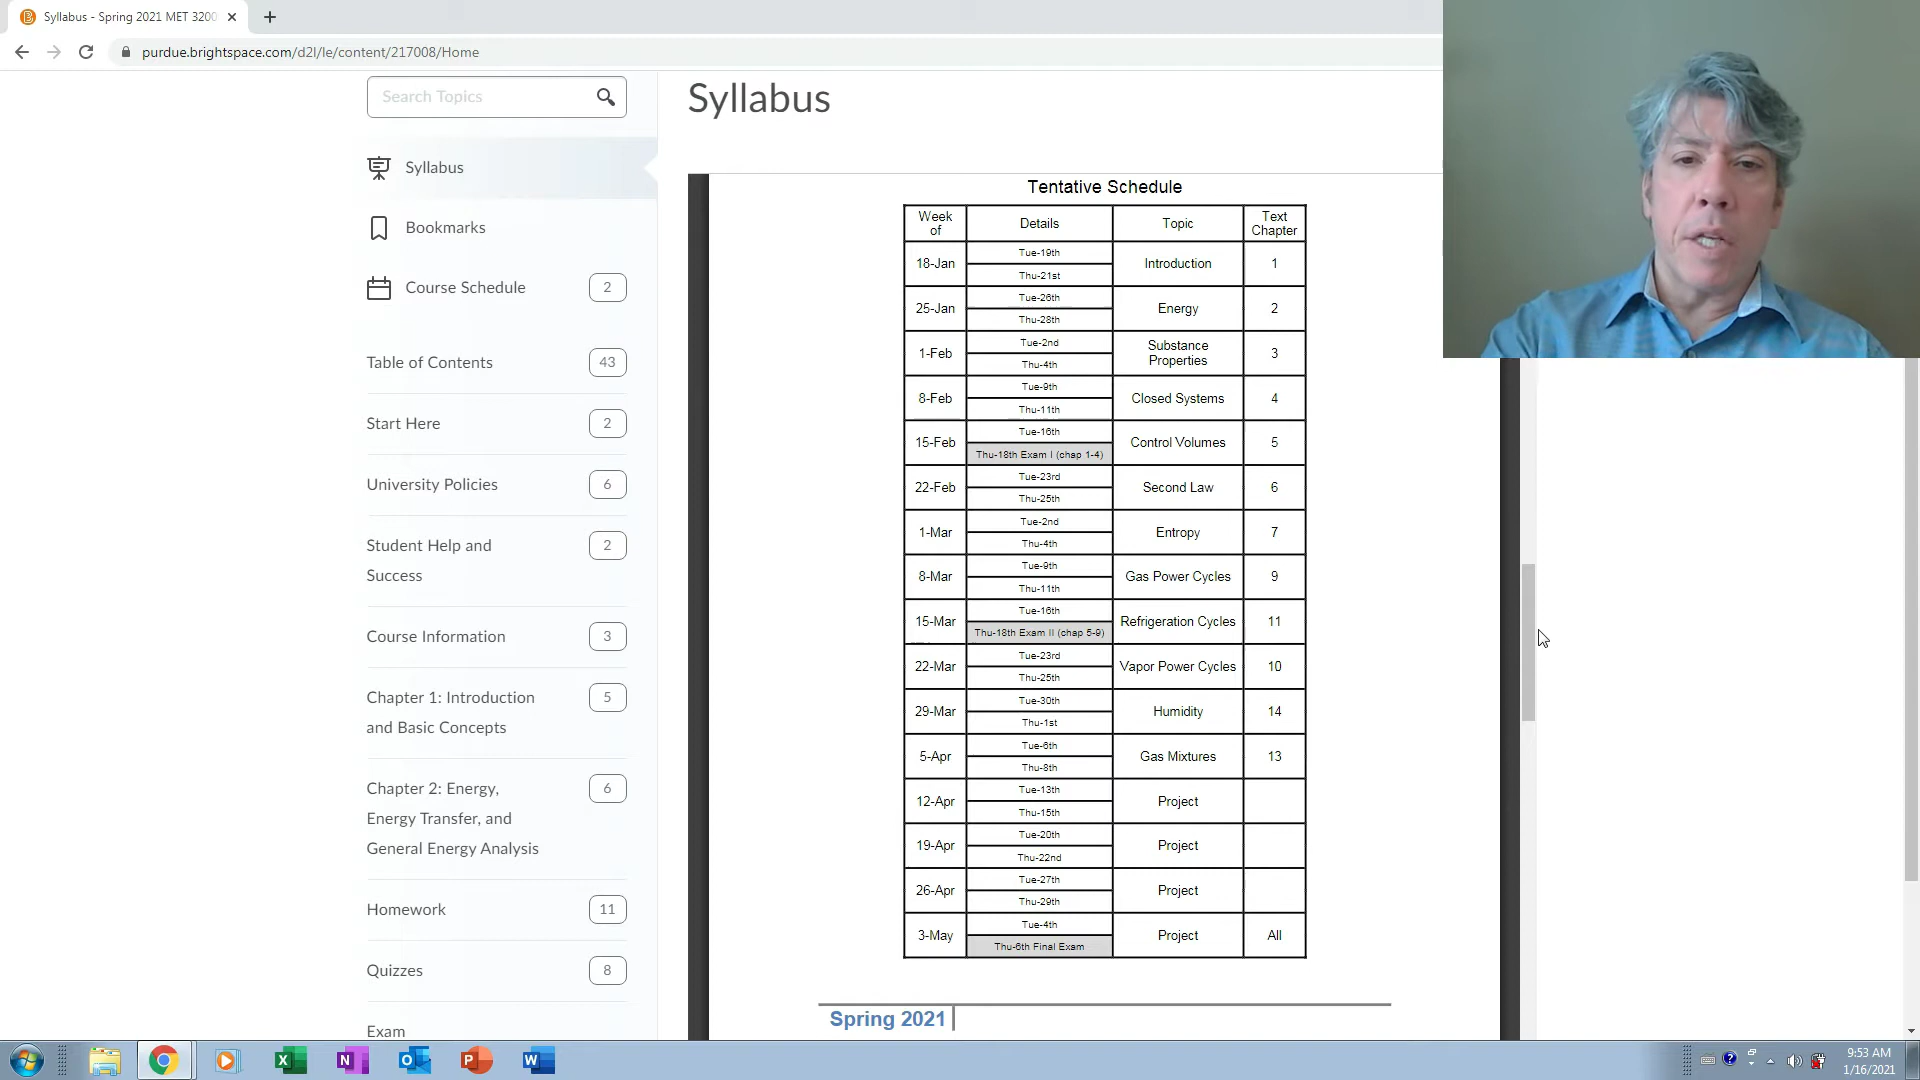 Syllabus - Spring 2021 MET 3200
purdue.brightspace.com/d2l/le/content/217008/Home
Search Topics
Syllabus
Bookmarks
Course Schedule 2
Table of Contents 43
Start Here 2
University Policies 6
Student Help and 2
Success
Course Information 3
Chapter 1: Introduction 5
and Basic Concepts
Chapter 2: Energy, 6
Energy Transfer, and
General Energy Analysis
Homework 11
Quizzes 8
Exam
Syllabus
Tentative Schedule
Week of Details Topic Text Chapter
18-Jan Tue-19th Thu-21st Introduction 1
25-Jan Tue-26th Thu-28th Energy 2
1-Feb Tue-2nd Thu-4th Substance Properties 3
8-Feb Tue-9th Thu-11th Closed Systems 4
15-Feb Tue-16th Thu-18th Exam I (chap 1-4) Control Volumes 5
22-Feb Tue-23rd Thu-25th Second Law 6
1-Mar Tue-2nd Thu-4th Entropy 7
8-Mar Tue-9th Thu-11th Gas Power Cycles 9
15-Mar Tue-16th Thu-18th Exam II (chap 5-9) Refrigeration Cycles 11
22-Mar Tue-23rd Thu-25th Vapor Power Cycles 10
29-Mar Tue-30th Thu-1st Humidity 14
5-Apr Tue-6th Thu-8th Gas Mixtures 13
12-Apr Tue-13th Thu-15th Project
19-Apr Tue-20th Thu-22nd Project
26-Apr Tue-27th Thu-29th Project
3-May Tue-4th Thu-6th Final Exam Project All
Spring 2021 |
9:53 AM
1/16/2021